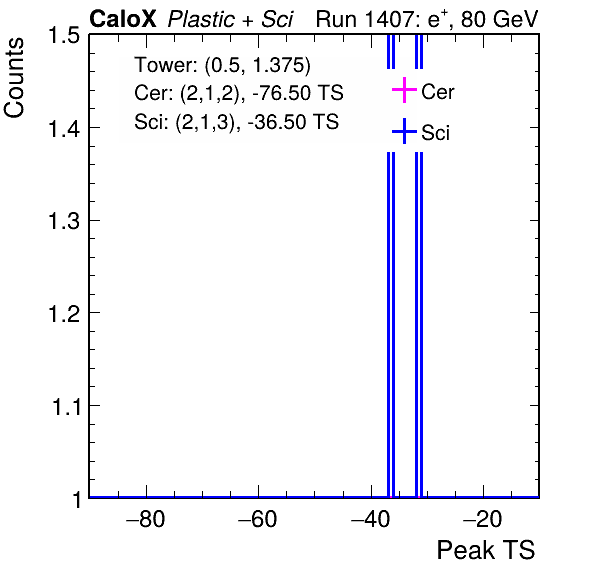 CaloX Plastic + Sci Run 1407: e⁺, 80 GeV
Counts
Tower: (0.5, 1.375)
Cer: (2,1,2), -76.50 TS
Sci: (2,1,3), -36.50 TS
Cer
Sci
1.5
1.4
1.3
1.2
1.1
1
−80 −60 −40 −20
Peak TS